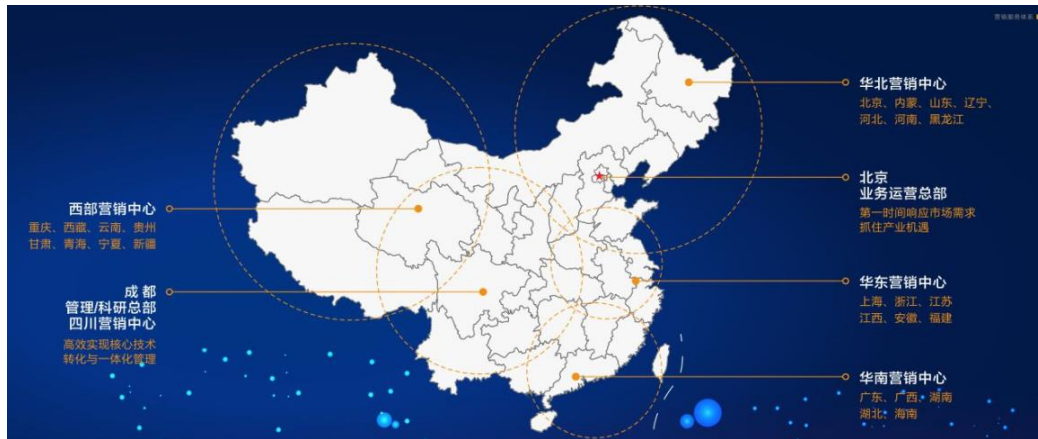 营销服务体系
华北营销中心
北京、内蒙、山东、辽宁、
河北、河南、黑龙江
北京
业务运营总部
第一时间响应市场需求
抓住产业机遇
西部营销中心
重庆、西藏、云南、贵州
甘肃、青海、宁夏、新疆
成都
管理/科研总部
四川营销中心
高效实现核心技术
转化与一体化管理
华东营销中心
上海、浙江、江苏
江西、安徽、福建
华南营销中心
广东、广西、湖南
湖北、海南